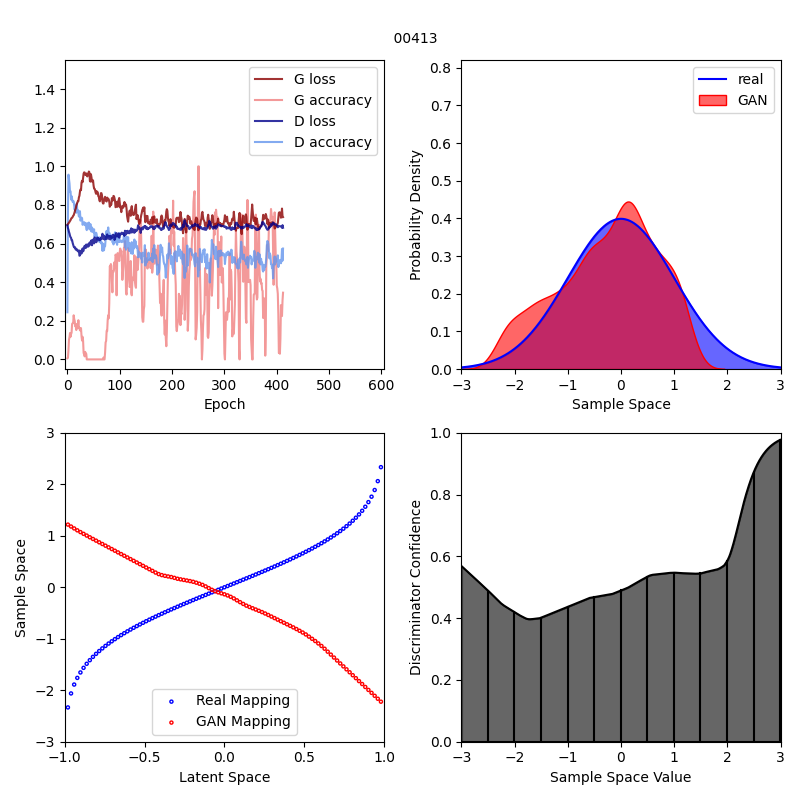 00413
G loss
G accuracy
D loss
D accuracy
1.4
1.2
1.0
0.8
0.6
0.4
0.2
0.0
0 100 200 300 400 500 600
Epoch
real
GAN
Probability Density
0.8
0.7
0.6
0.5
0.4
0.3
0.2
0.1
0.0
−3 −2 −1 0 1 2 3
Sample Space
Sample Space
3
2
1
0
−1
−2
−3
Real Mapping
GAN Mapping
−1.0 −0.5 0.0 0.5 1.0
Latent Space
Discriminator Confidence
1.0
0.8
0.6
0.4
0.2
0.0
−3 −2 −1 0 1 2 3
Sample Space Value